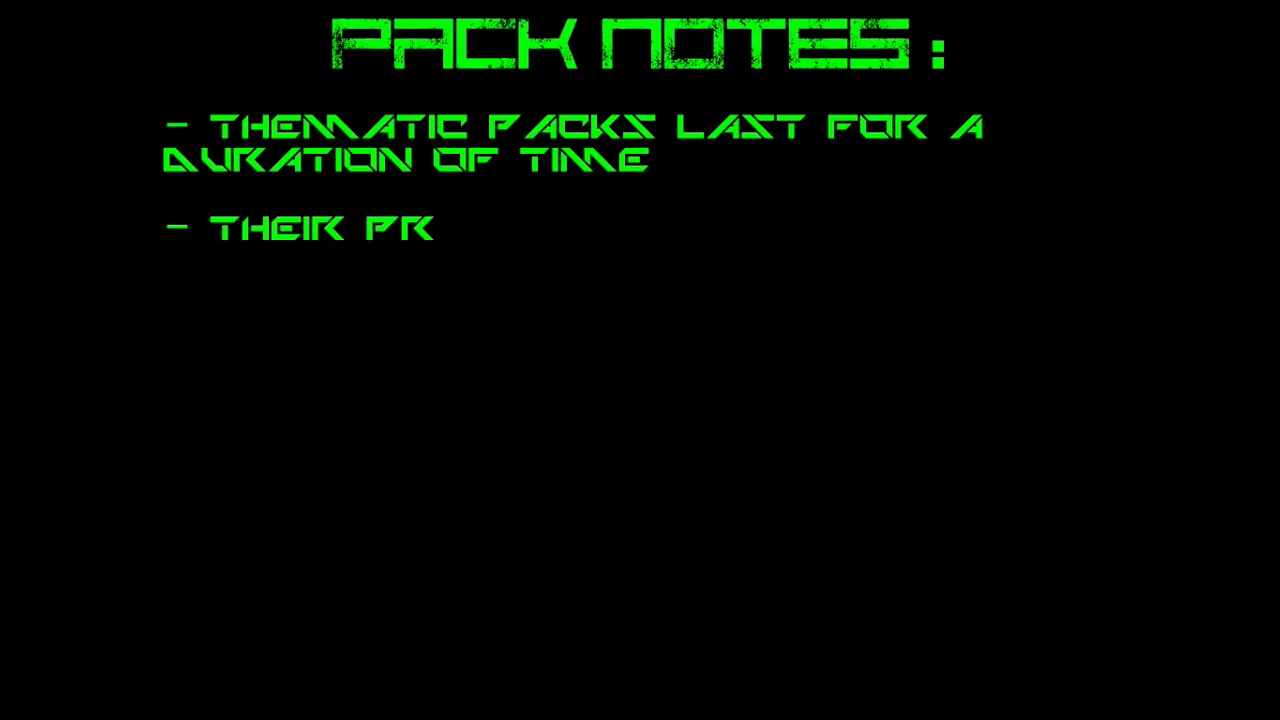 PACK NOTES :
- THEMATIC PACKS LAST FOR A
DURATION OF TIME
- THEIR PR